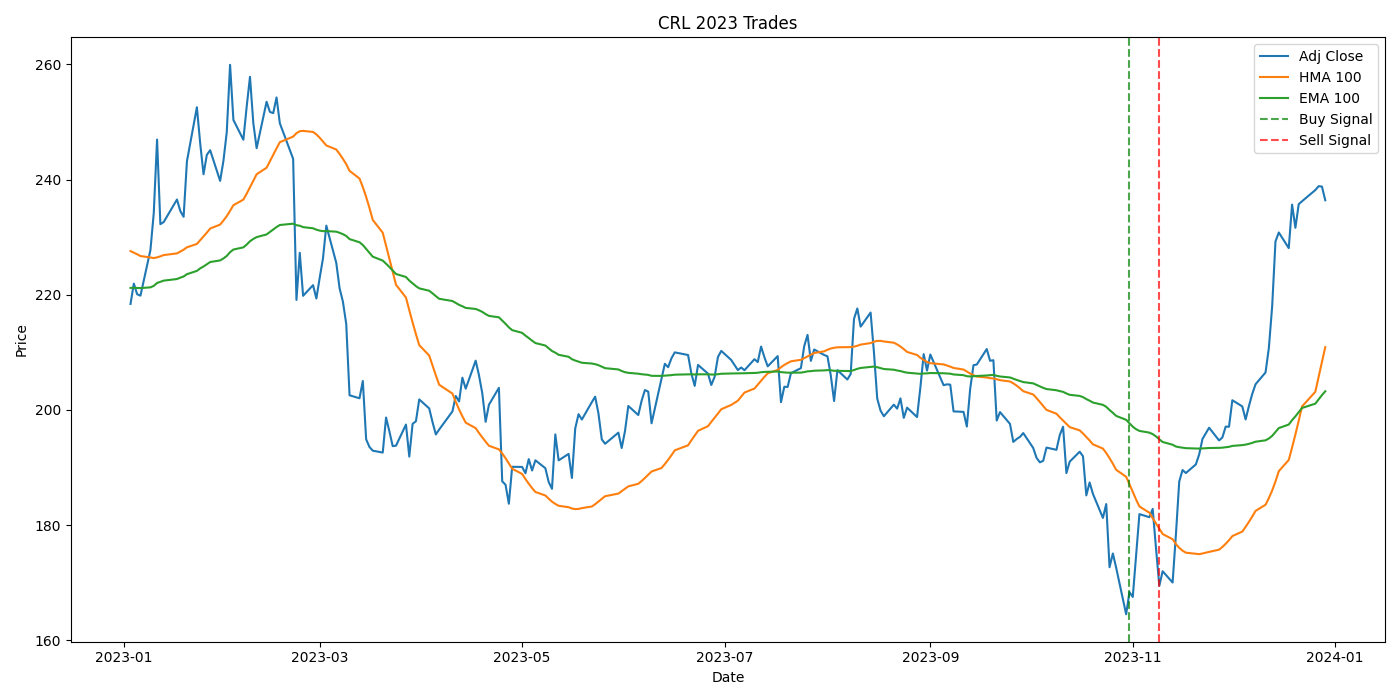 CRL 2023 Trades
Price
260
240
220
200
180
160
2023-01
2023-03
2023-05
2023-07
2023-09
2023-11
2024-01
Date
Adj Close
HMA 100
EMA 100
Buy Signal
Sell Signal